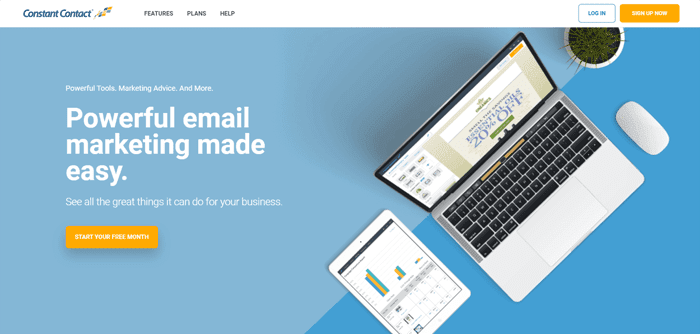 Constant Contact
FEATURES
PLANS
HELP
LOG IN
SIGN UP NOW
Powerful Tools. Marketing Advice. And More.
Powerful email
marketing made
easy.
See all the great things it can do for your business.
START YOUR FREE MONTH
ESSENTIAL OILS
20% OFF